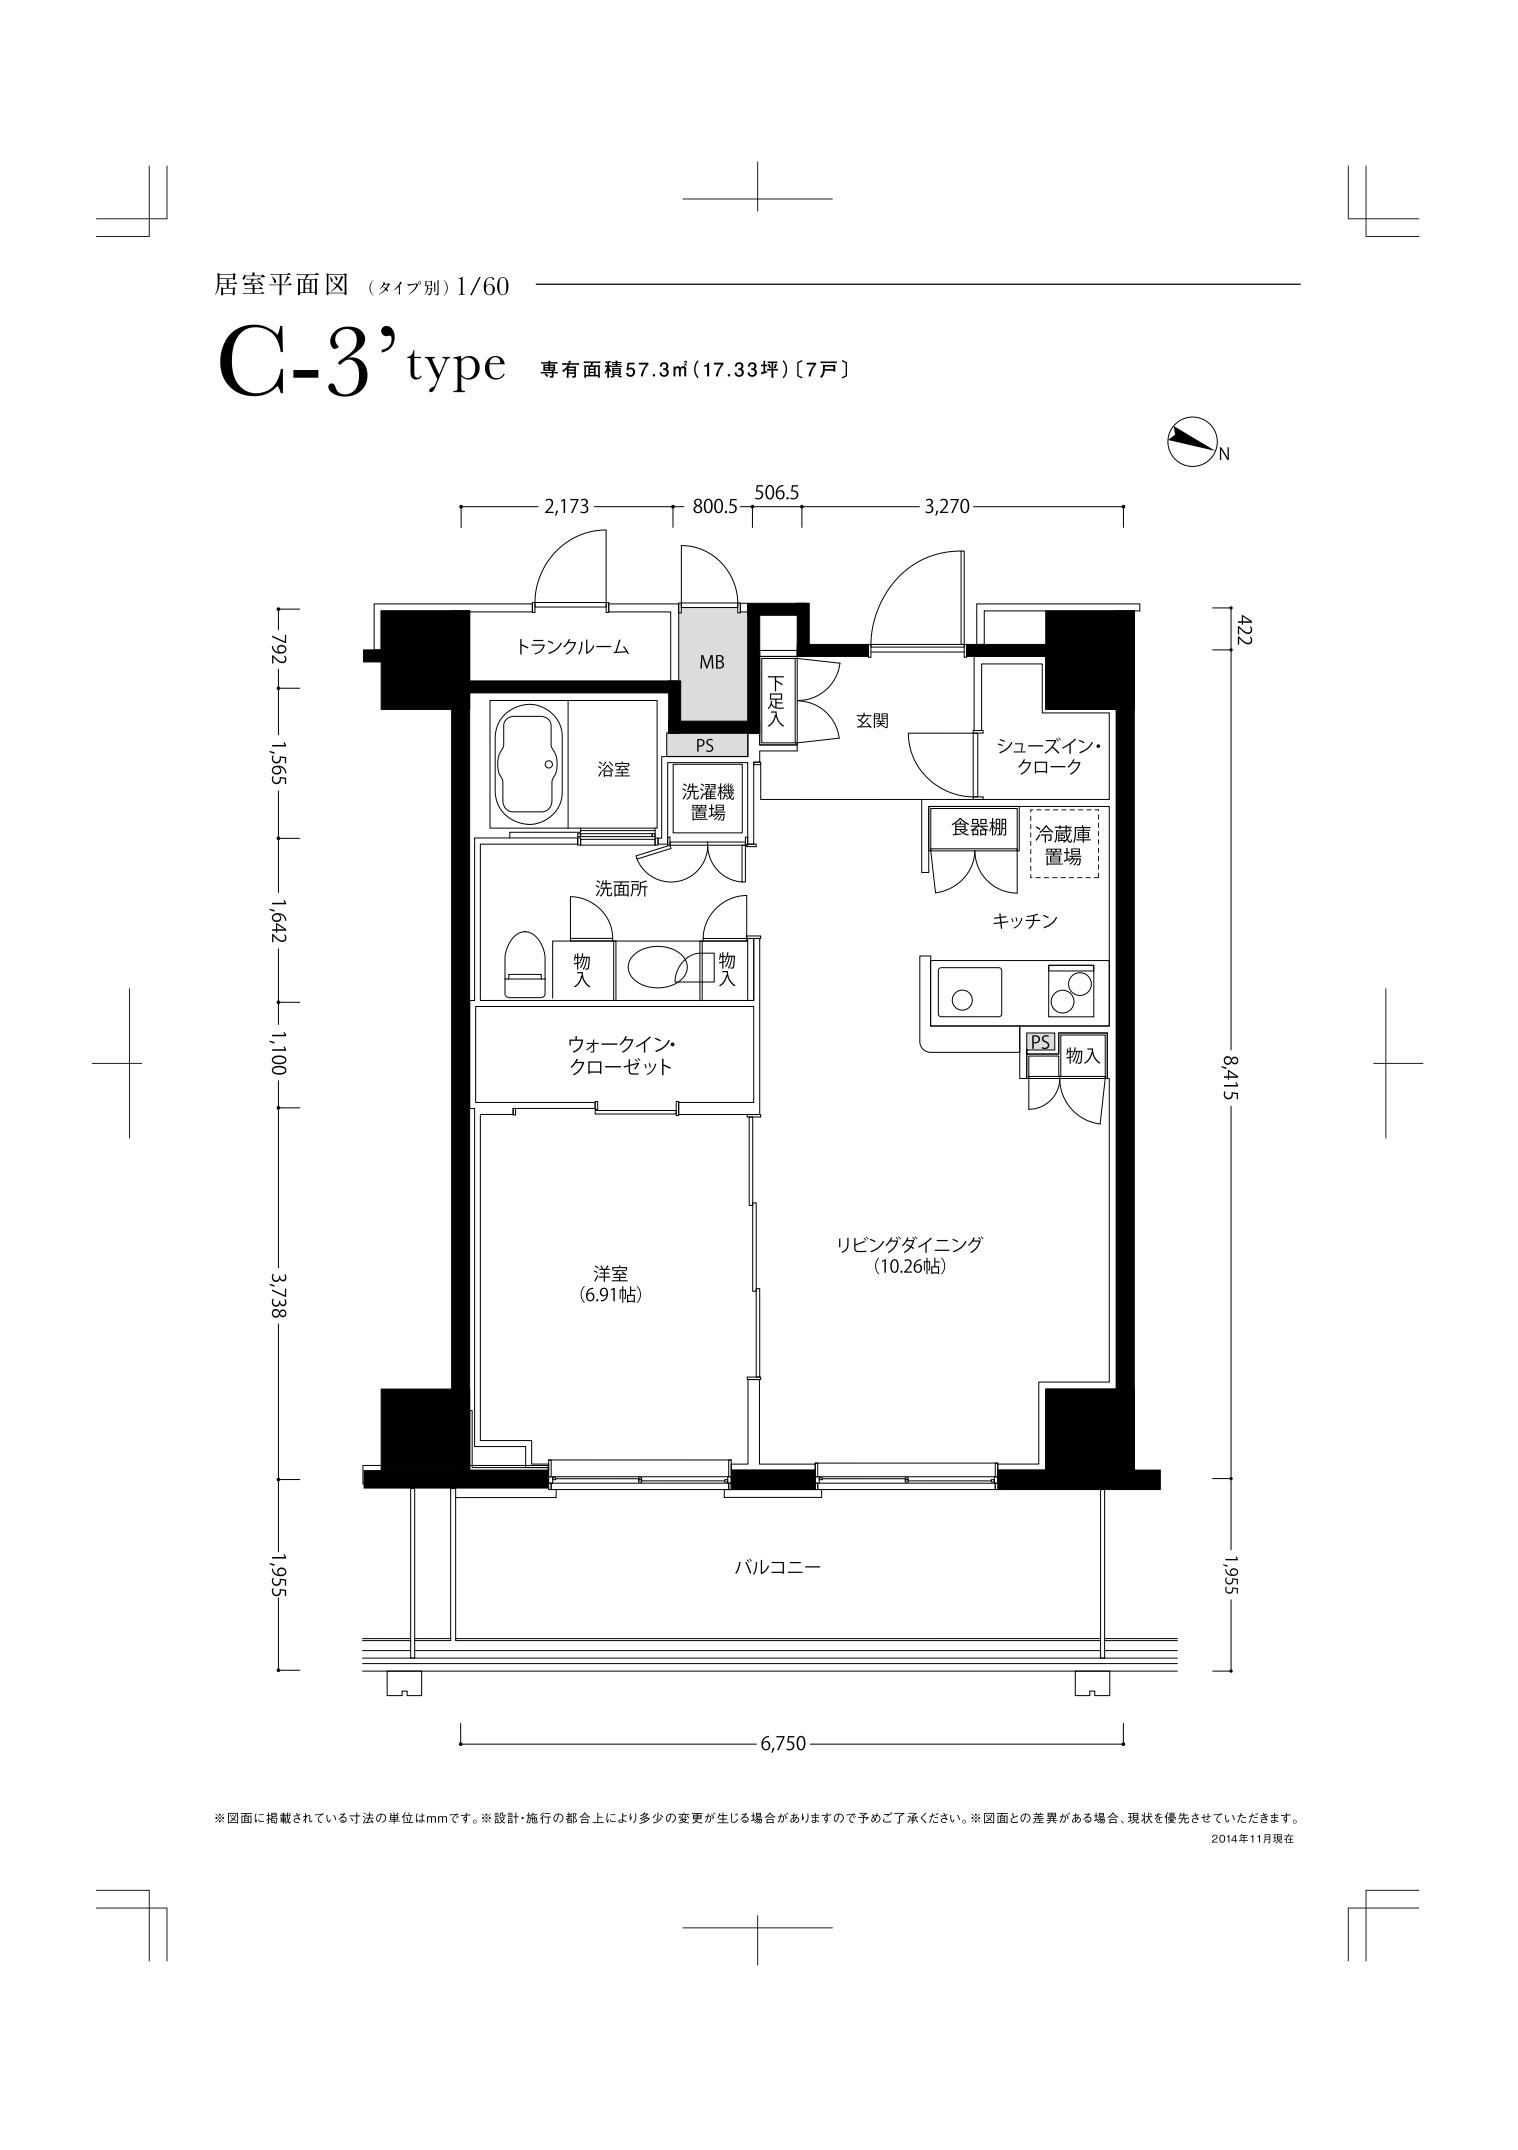 居室平面図 （タイプ別）1/60
C-3’ type 専有面積57.3㎡（17.33坪）〔7戸〕
N
506.5
2,173 800.5 3,270
792
1,565
1,642
1,100
3,738
1,955
422
8,415
1,955
トランクルーム
MB
下足入
玄関
シューズイン・
クローク
PS
浴室
洗濯機
置場
食器棚
冷蔵庫
置場
洗面所
キッチン
物入
物入
ウォークイン・
クローゼット
PS
物入
リビングダイニング
（10.26帖）
洋室
（6.91帖）
バルコニー
6,750
※図面に掲載されている寸法の単位はmmです。※設計・施行の都合上により多少の変更が生じる場合がありますので予めご了承ください。※図面との差異がある場合、現状を優先させていただきます。
2014年11月現在